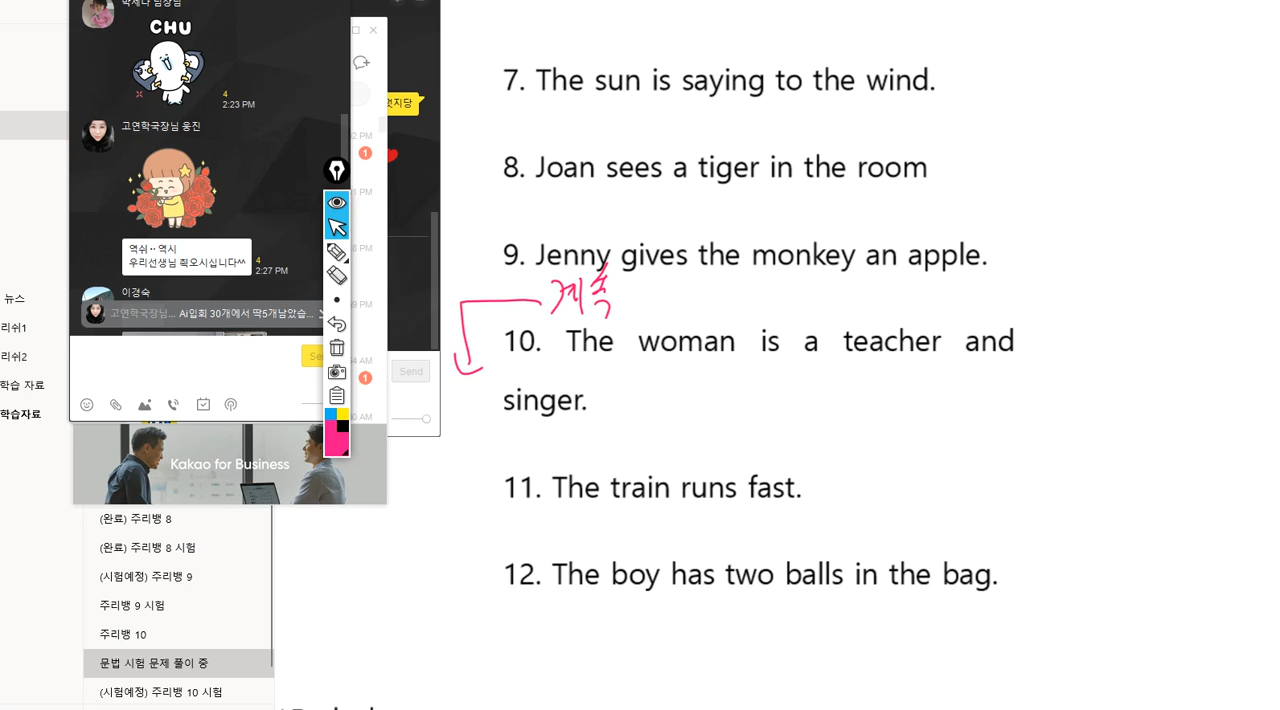 CHU
4
2:23 PM
고연학국장님 웅진
역쉬··역시
우리선생님 줙오시십니다^^
4
2:27 PM
이경숙
고연학국장님... Ai입회 30개에서 딱5개남았습...
1
1
Send
Kakao for Business
뉴스
리쉬1
리쉬2
학습 자료
학습자료
(완료) 주리뱅 8
(완료) 주리뱅 8 시험
(시험예정) 주리뱅 9
주리뱅 9 시험
주리뱅 10
문법 시험 문제 풀이 중
(시험예정) 주리뱅 10 시험
7. The sun is saying to the wind.
8. Joan sees a tiger in the room
9. Jenny gives the monkey an apple.
계속
10. The woman is a teacher and
singer.
11. The train runs fast.
12. The boy has two balls in the bag.